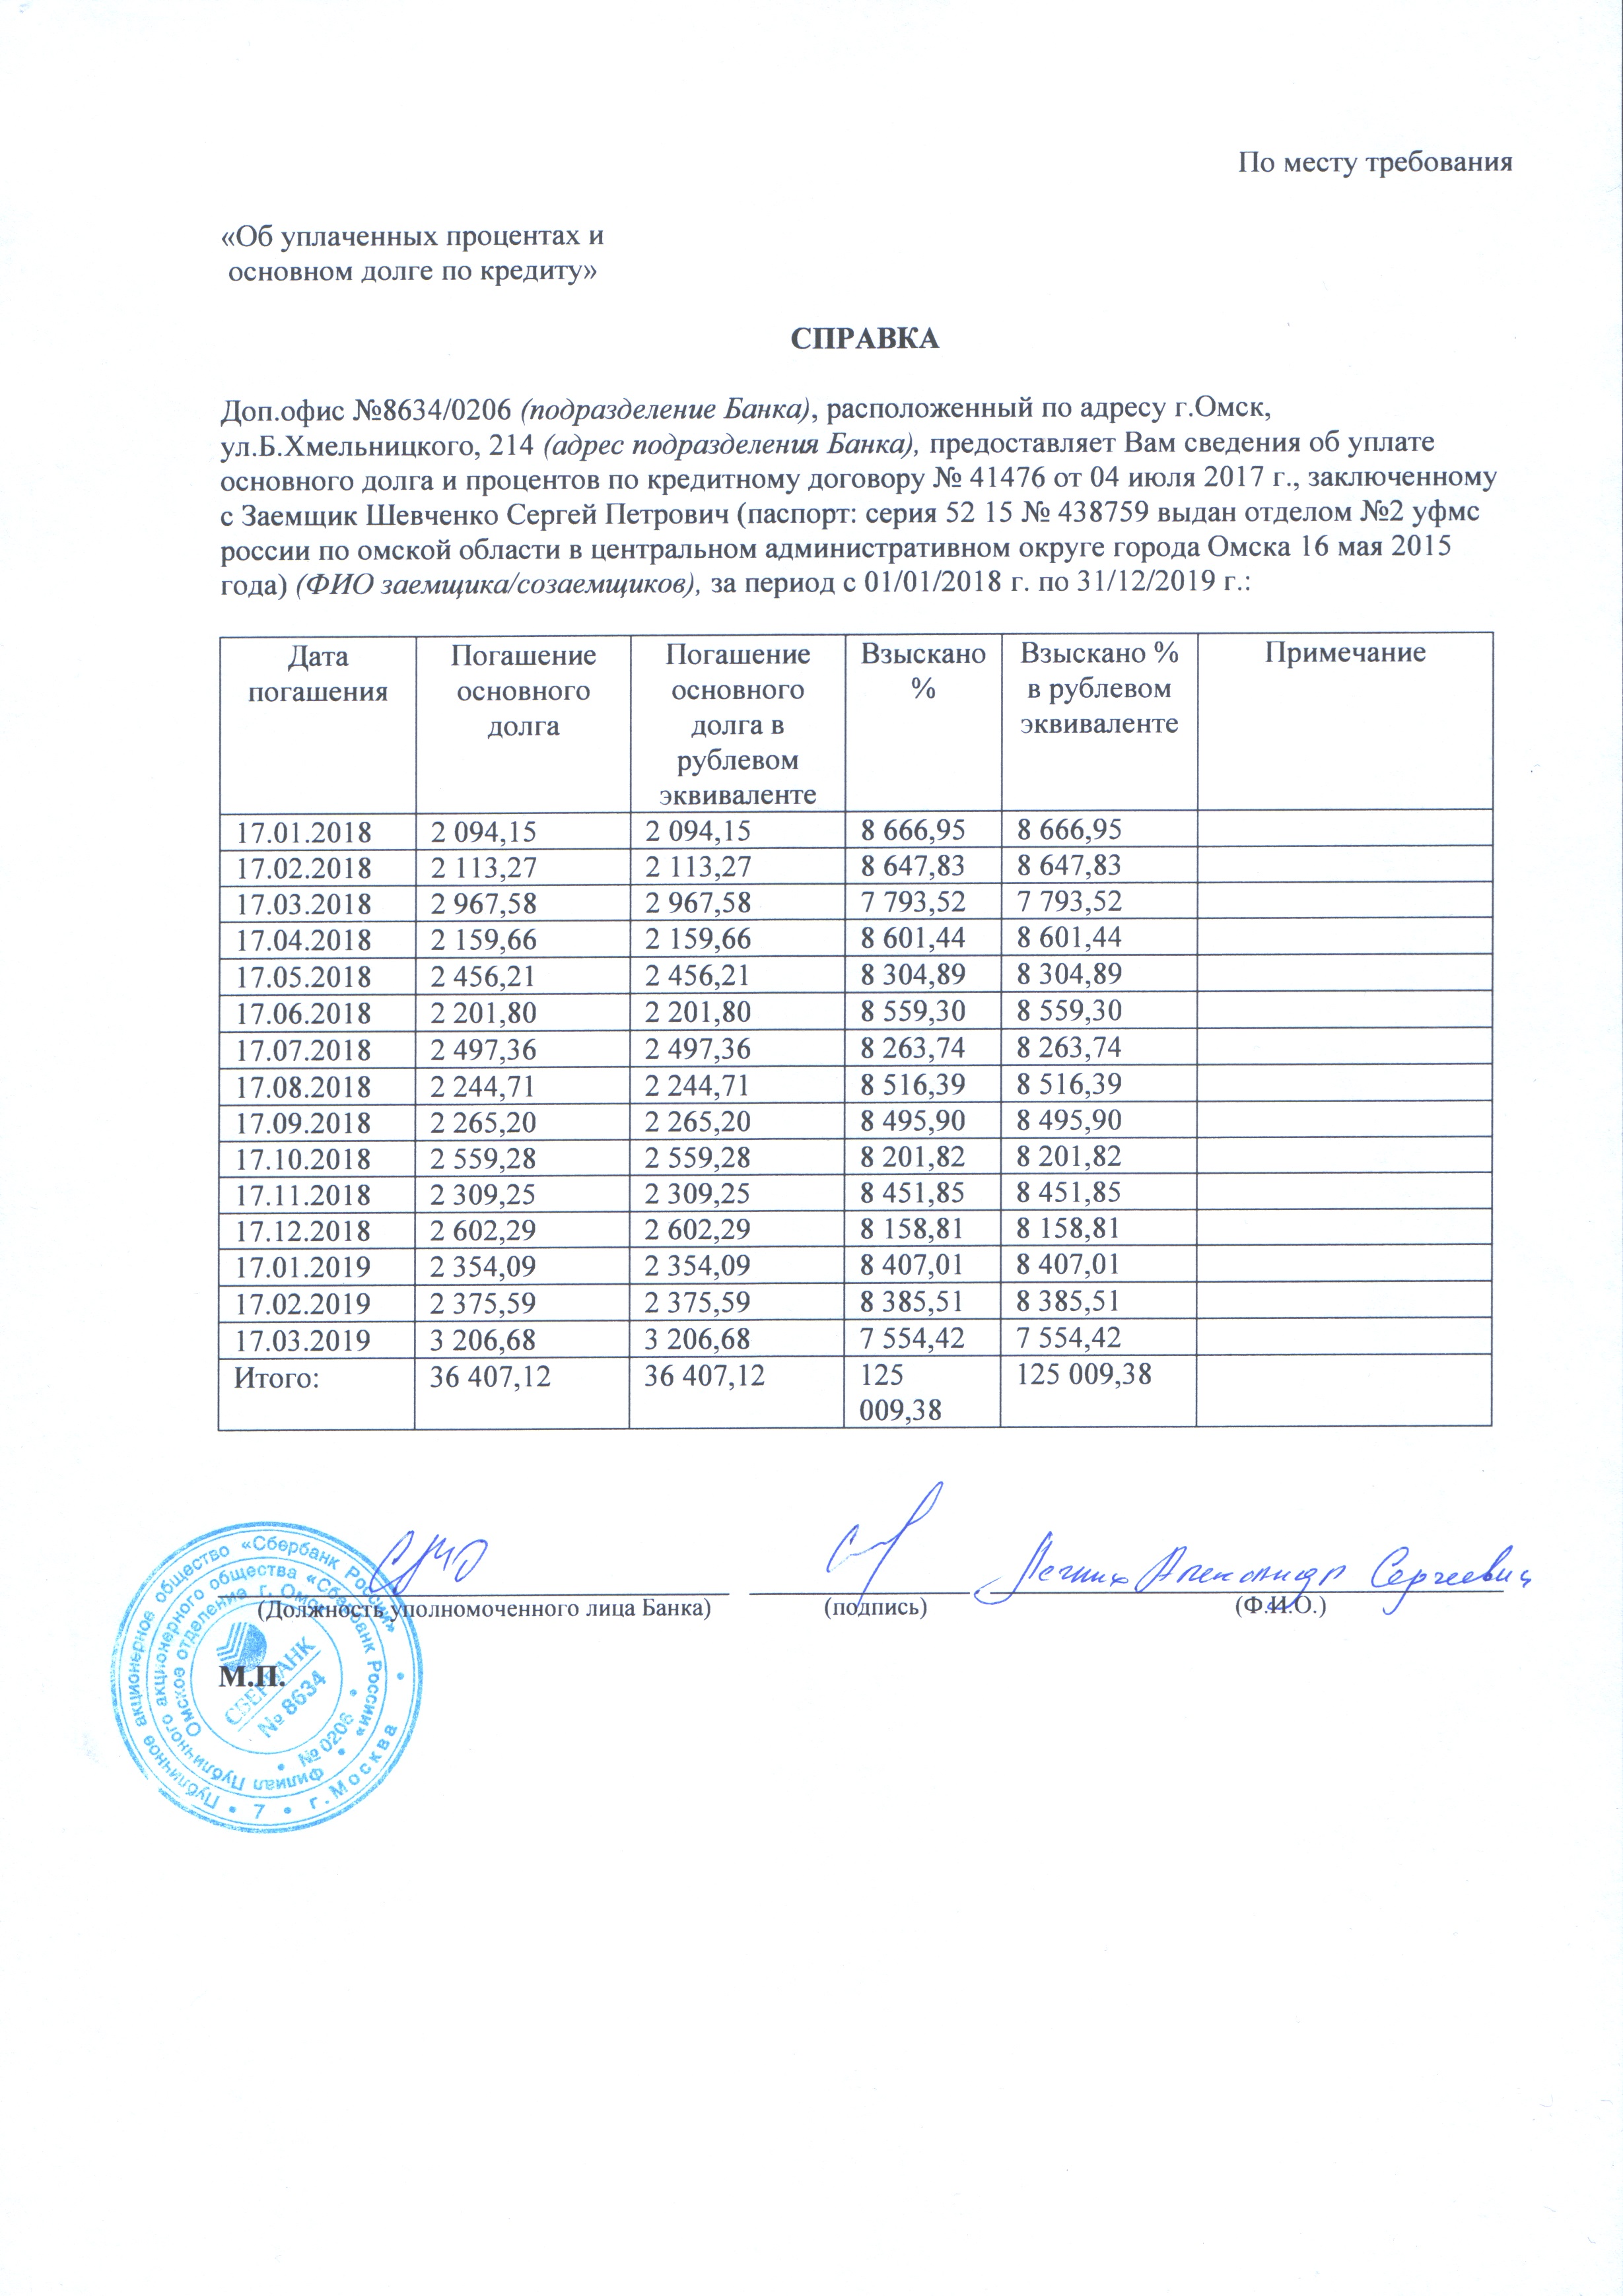 По месту требования
«Об уплаченных процентах и
основном долге по кредиту»
СПРАВКА
Доп.офис №8634/0206 (подразделение Банка), расположенный по адресу г.Омск,
ул.Б.Хмельницкого, 214 (адрес подразделения Банка), предоставляет Вам сведения об уплате
основного долга и процентов по кредитному договору № 41476 от 04 июля 2017 г., заключенному
с Заемщик Шевченко Сергей Петрович (паспорт: серия 52 15 № 438759 выдан отделом №2 уфмс
россии по омской области в центральном административном округе города Омска 16 мая 2015
года) (ФИО заемщика/созаемщиков), за период с 01/01/2018 г. по 31/12/2019 г.:
Дата погашения Погашение основного долга Погашение основного долга в рублевом эквиваленте Взыскано % Взыскано % в рублевом эквиваленте Примечание
17.01.2018 2 094,15 2 094,15 8 666,95 8 666,95
17.02.2018 2 113,27 2 113,27 8 647,83 8 647,83
17.03.2018 2 967,58 2 967,58 7 793,52 7 793,52
17.04.2018 2 159,66 2 159,66 8 601,44 8 601,44
17.05.2018 2 456,21 2 456,21 8 304,89 8 304,89
17.06.2018 2 201,80 2 201,80 8 559,30 8 559,30
17.07.2018 2 497,36 2 497,36 8 263,74 8 263,74
17.08.2018 2 244,71 2 244,71 8 516,39 8 516,39
17.09.2018 2 265,20 2 265,20 8 495,90 8 495,90
17.10.2018 2 559,28 2 559,28 8 201,82 8 201,82
17.11.2018 2 309,25 2 309,25 8 451,85 8 451,85
17.12.2018 2 602,29 2 602,29 8 158,81 8 158,81
17.01.2019 2 354,09 2 354,09 8 407,01 8 407,01
17.02.2019 2 375,59 2 375,59 8 385,51 8 385,51
17.03.2019 3 206,68 3 206,68 7 554,42 7 554,42
Итого: 36 407,12 36 407,12 125 009,38 125 009,38
Александр Сергеевич
(Должность уполномоченного лица Банка) (подпись) (Ф.И.О.)
М.П.
Публичное акционерное общество «Сбербанк России» • г.Москва • 7 •
Филиал Публичного акционерного общества «Сбербанк России» •
Омское отделение г. Омск
• № 0206 •
СБЕРБАНК
№ 8634